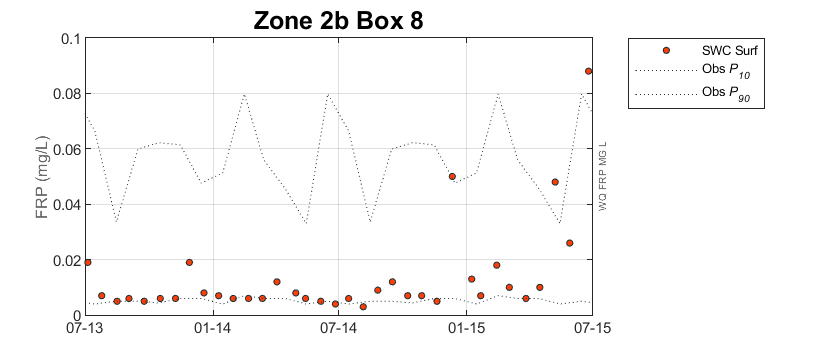 Zone 2b Box 8
0.1
0.08
0.06
0.04
0.02
0
FRP (mg/L)
07-13
01-14
07-14
01-15
07-15
WQ FRP MG L
SWC Surf
Obs P10
Obs P90